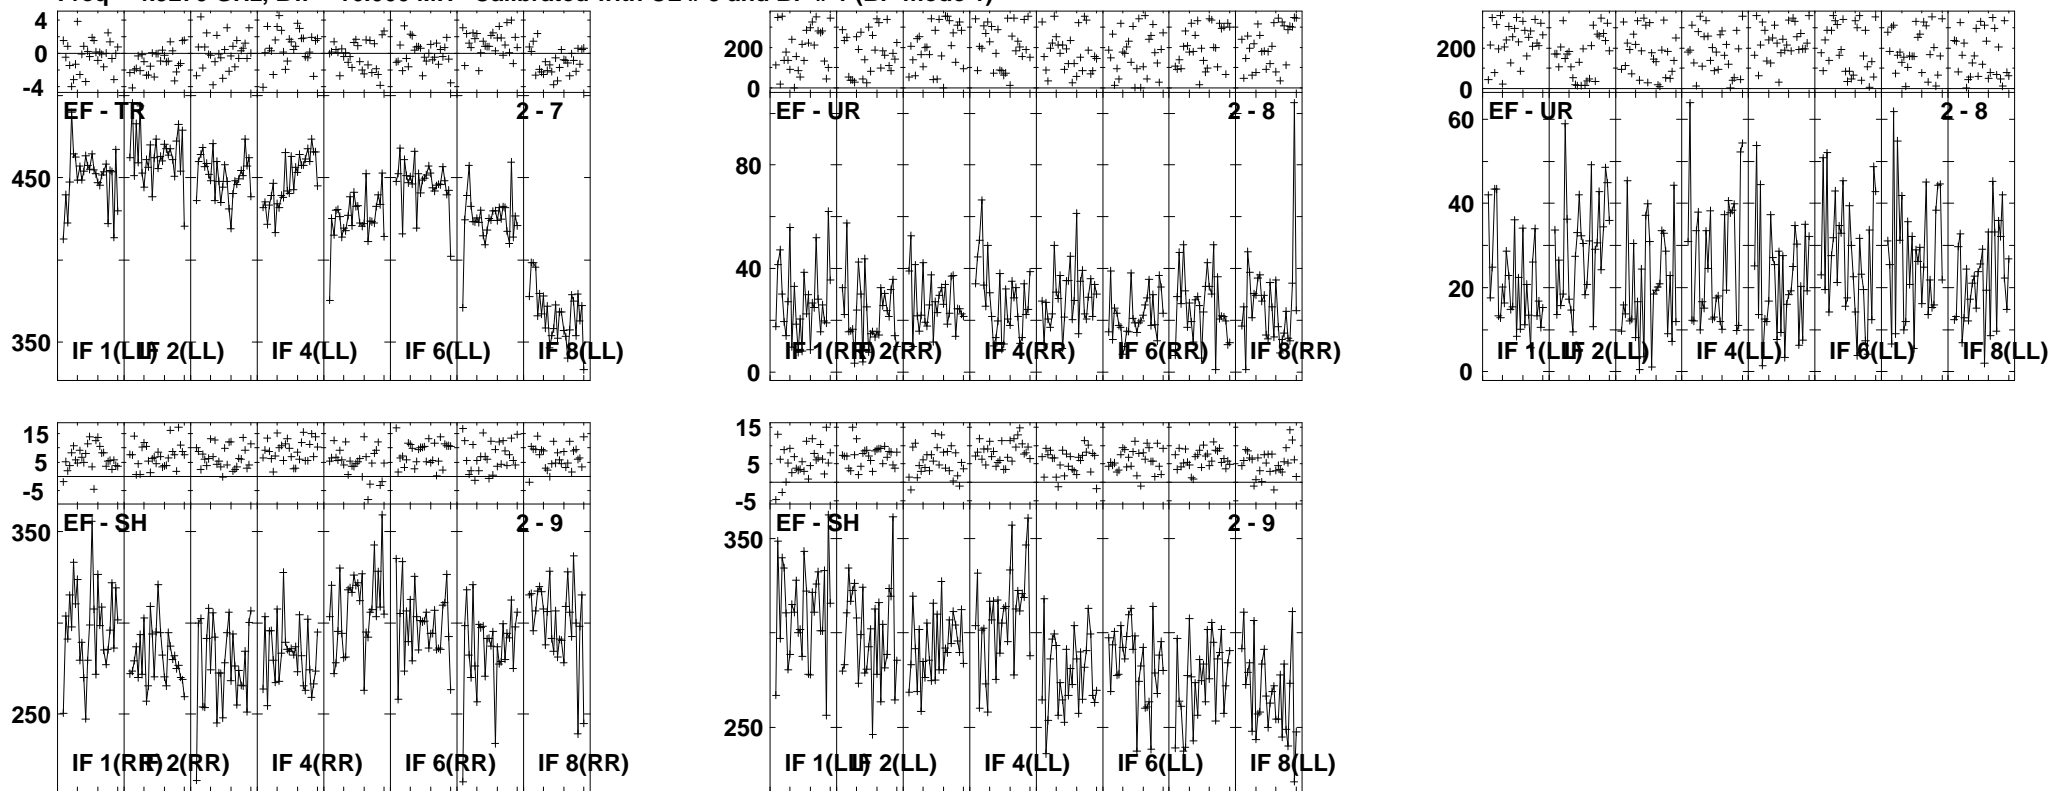 4
0
-4
EF - TR
2 - 7
450
350
IF 1(LL)
IF 2(LL)
IF 4(LL)
IF 6(LL)
IF 8(LL)
200
0
EF - UR
2 - 8
80
40
0
IF 1(RR)
IF 2(RR)
IF 4(RR)
IF 6(RR)
IF 8(RR)
200
0
EF - UR
2 - 8
60
40
20
0
IF 1(LL)
IF 2(LL)
IF 4(LL)
IF 6(LL)
IF 8(LL)
15
5
-5
EF - SH
2 - 9
350
250
IF 1(RR)
IF 2(RR)
IF 4(RR)
IF 6(RR)
IF 8(RR)
15
5
-5
EF - SH
2 - 9
350
250
IF 1(LL)
IF 2(LL)
IF 4(LL)
IF 6(LL)
IF 8(LL)